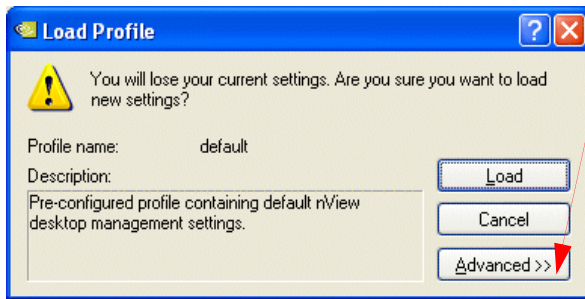 Load Profile
You will lose your current settings. Are you sure you want to load
new settings?
Profile name: default
Description:
Pre-configured profile containing default nView
desktop management settings.
Load
Cancel
Advanced >>